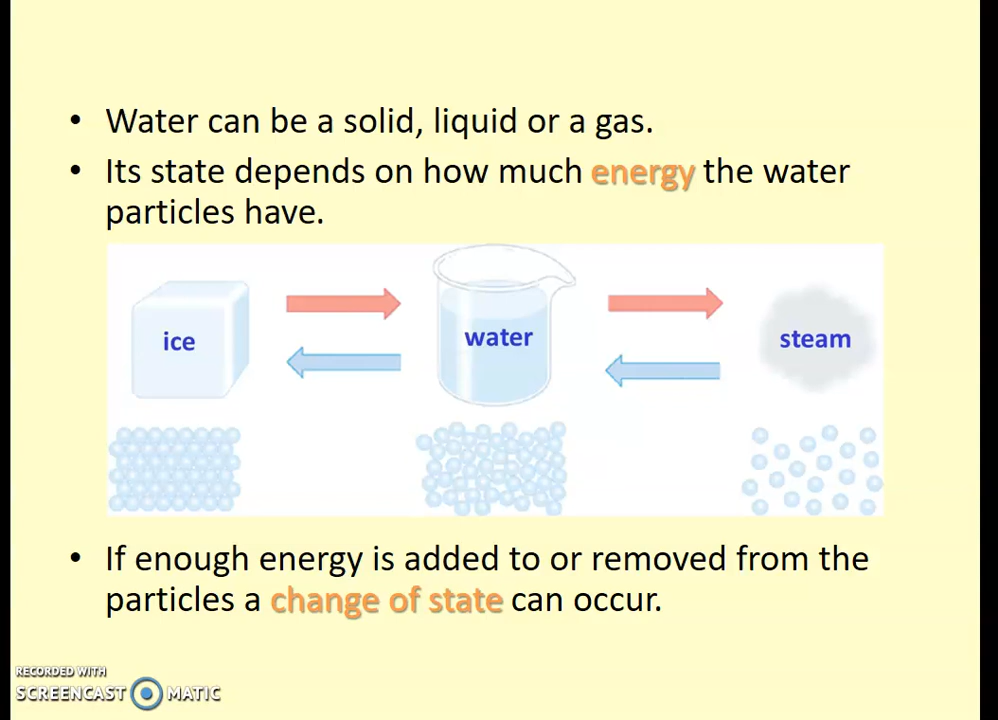 • Water can be a solid, liquid or a gas.
• Its state depends on how much energy the water
particles have.
ice
water
steam
• If enough energy is added to or removed from the
particles a change of state can occur.
RECORDED WITH
SCREENCAST MATIC